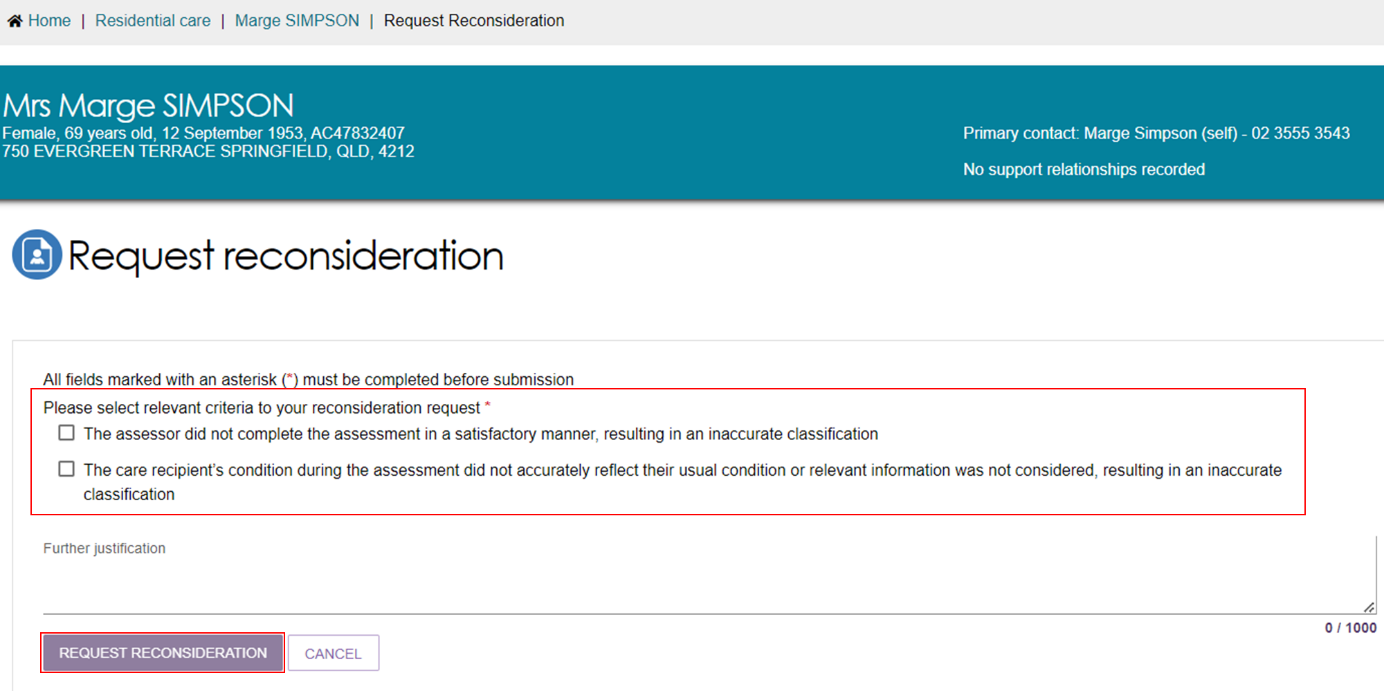 Home | Residential care | Marge SIMPSON | Request Reconsideration
Mrs Marge SIMPSON
Female, 69 years old, 12 September 1953, AC47832407
750 EVERGREEN TERRACE SPRINGFIELD, QLD, 4212
Primary contact: Marge Simpson (self) - 02 3555 3543
No support relationships recorded
Request reconsideration
All fields marked with an asterisk (*) must be completed before submission
Please select relevant criteria to your reconsideration request *
The assessor did not complete the assessment in a satisfactory manner, resulting in an inaccurate classification
The care recipient’s condition during the assessment did not accurately reflect their usual condition or relevant information was not considered, resulting in an inaccurate
classification
Further justification
0 / 1000
REQUEST RECONSIDERATION
CANCEL